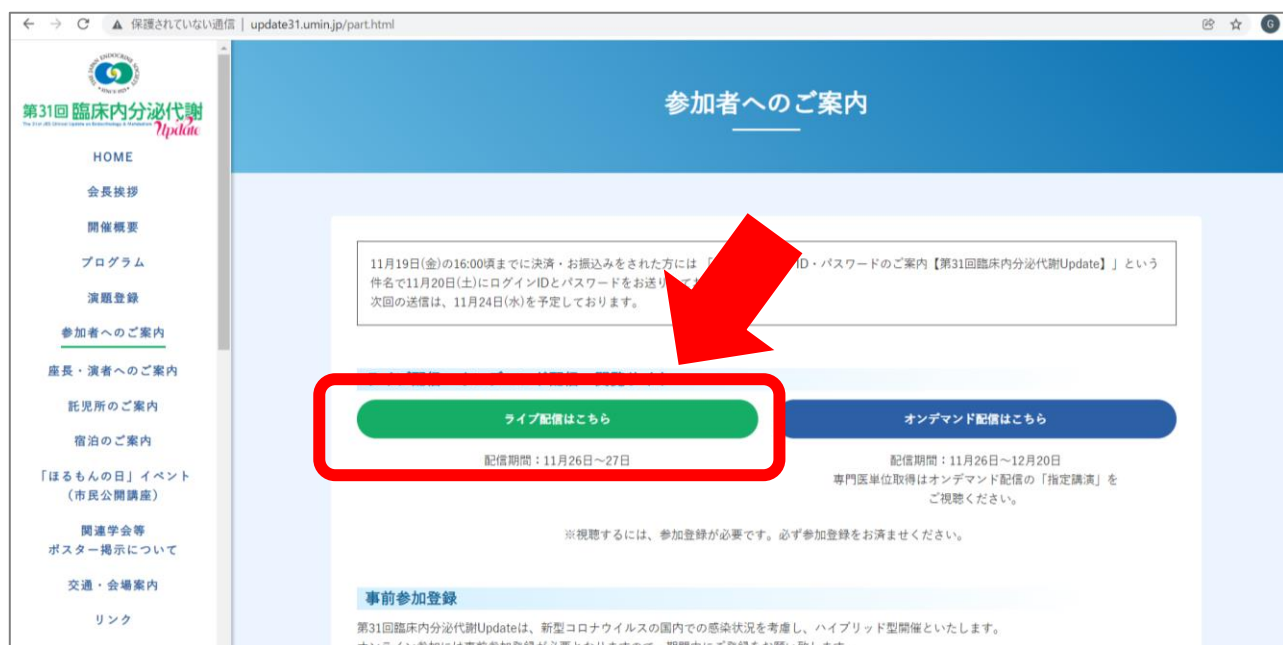 保護されていない通信 | update31.umin.jp/part.html
G
THE JAPAN ENDOCRINE SOCIETY
第31回 臨床内分泌代謝
Update
HOME
会長挨拶
開催概要
プログラム
演題登録
参加者へのご案内
座長・演者へのご案内
託児所のご案内
宿泊のご案内
「ほるもんの日」イベント
(市民公開講座)
関連学会等
ポスター掲示について
交通・会場案内
リンク
参加者へのご案内
11月19日(金)の16:00頃までに決済・お振込みをされた方には「 ID・パスワードのご案内【第31回臨床内分泌代謝Update】」という
件名で11月20日(土)にログインIDとパスワードをお送り
次回の送信は、11月24日(水)を予定しております。
ライブ配信はこちら
オンデマンド配信はこちら
配信期間：11月26日～27日
配信期間：11月26日～12月20日
専門医単位取得はオンデマンド配信の「指定講演」を
ご視聴ください。
※視聴するには、参加登録が必要です。必ず参加登録をお済ませください。
事前参加登録
第31回臨床内分泌代謝Updateは、新型コロナウイルスの国内での感染状況を考慮し、ハイブリッド型開催といたします。